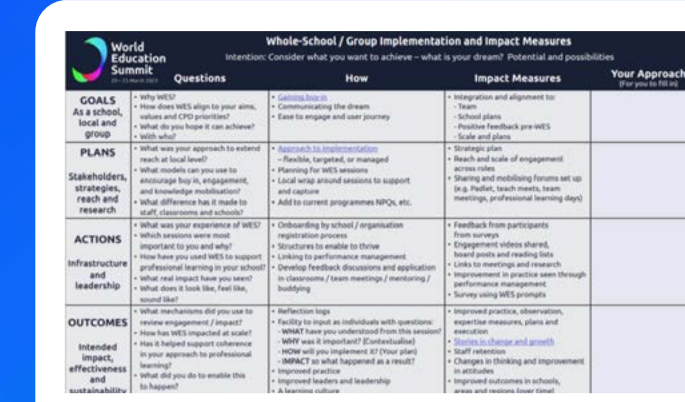 World
Education
Summit
20 – 23 March 2023
Whole-School / Group Implementation and Impact Measures
Intention: Consider what you want to achieve – what is your dream? Potential and possibilities
Questions
How
Impact Measures
Your Approach
(For you to fill in)
GOALS
As a school,
local and
group
• Why WES?
• How does WES align to your aims,
values and CPD priorities?
• What do you hope it can achieve?
• With who?
• Gaining buy-in
• Communicating the dream
• Ease to engage and user journey
• Integration and alignment to:
- Team
- School plans
- Positive feedback pre-WES
- Scale and plans
PLANS
Stakeholders,
strategies,
reach and
research
• What was your approach to extend
reach at local level?
• What models can you use to
encourage buy in, engagement,
and knowledge mobilisation?
• What difference has it made to
staff, classrooms and schools?
• Approach to implementation
– flexible, targeted, or managed
• Planning for WES sessions
• Local wrap around sessions to support
and capture
• Add to current programmes NPQs, etc.
• Strategic plan
• Reach and scale of engagement
across roles
• Sharing and mobilising forums set up
(e.g. Padlet, teach meets, team
meetings, professional learning days)
ACTIONS
Infrastructure
and
leadership
• What was your experience of WES?
• Which sessions were most
important to you and why?
• How have you used WES to support
professional learning in your school?
• What real impact have you seen?
• What does it look like, feel like,
sound like?
• Onboarding by school / organisation
registration process
• Structures to enable to thrive
• Linking to performance management
• Develop feedback discussions and application
in classrooms / team meetings / mentoring /
buddying
• Feedback from participants
from surveys
• Engagement videos shared,
board posts and reading lists
• Links to meetings and research
• Improvement in practice seen through
performance management
• Survey using WES prompts
OUTCOMES
Intended
impact,
effectiveness
and
sustainability
• What mechanisms did you use to
review engagement / impact?
• How has WES impacted at scale?
• Has it helped support coherence
in your approach to professional
learning?
• What did you do to enable this
to happen?
• Reflection logs
• Facility to input as individuals with questions:
- WHAT have you understood from this session?
- WHY was it important? (Contextualise)
- HOW will you implement it? (Your plan)
- IMPACT so what happened as a result?
• Improved practice
• Improved leaders and leadership
• A learning culture
• Improved practice, observation,
expertise measures, plans and
execution
• Stories in change and growth
• Staff retention
• Changes in thinking and improvement
in attitudes
• Improved outcomes in schools,
areas and regions (over time)